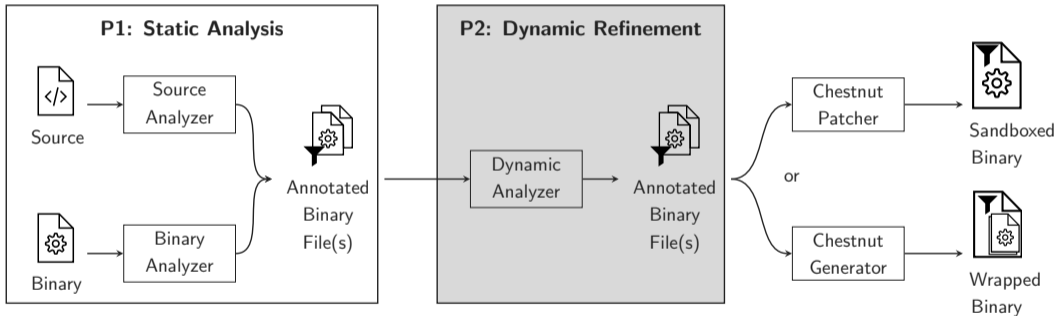 P1: Static Analysis
</>
Source
Source
Analyzer
Binary
Binary
Analyzer
Annotated
Binary
File(s)
P2: Dynamic Refinement
Dynamic
Analyzer
Annotated
Binary
File(s)
Chestnut
Patcher
or
Chestnut
Generator
Sandboxed
Binary
Wrapped
Binary